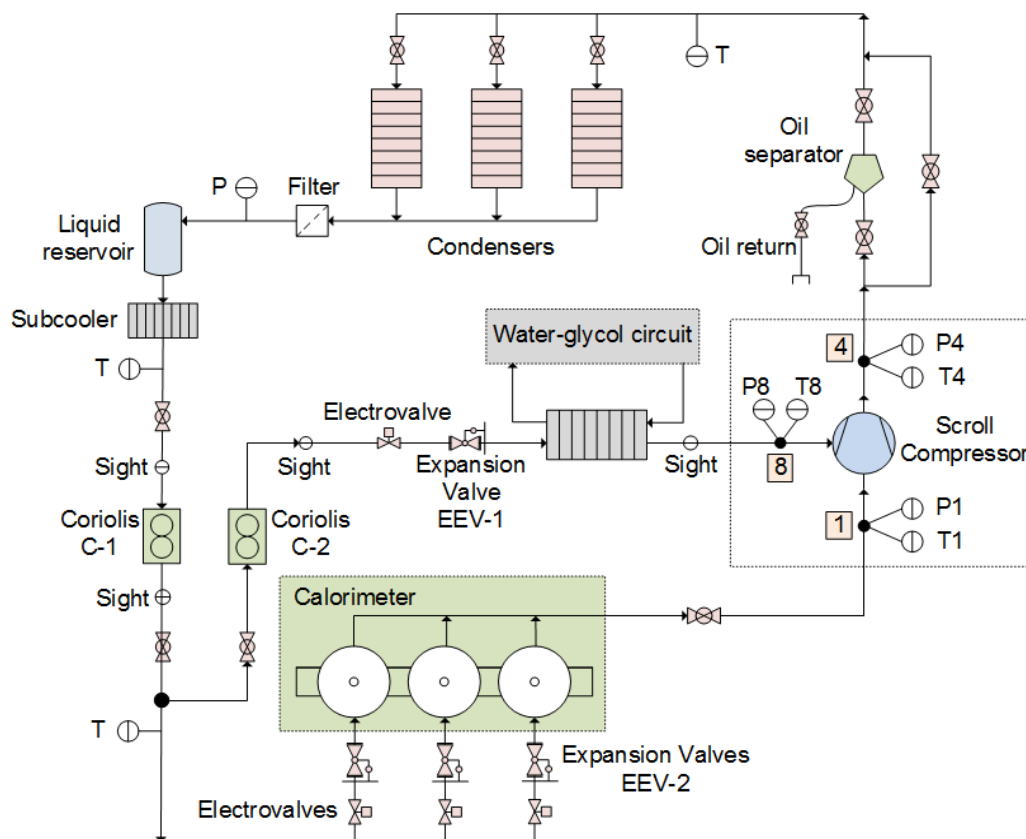 T
Oil
separator
P
Filter
Liquid
reservoir
Condensers
Oil return
Subcooler
Water-glycol circuit
T
4
P4
T4
P8
T8
Electrovalve
Sight
Sight
Expansion
Valve
EEV-1
Sight
8
Scroll
Compressor
Coriolis
C-1
Coriolis
C-2
1
P1
T1
Sight
Calorimeter
T
Expansion Valves
EEV-2
Electrovalves